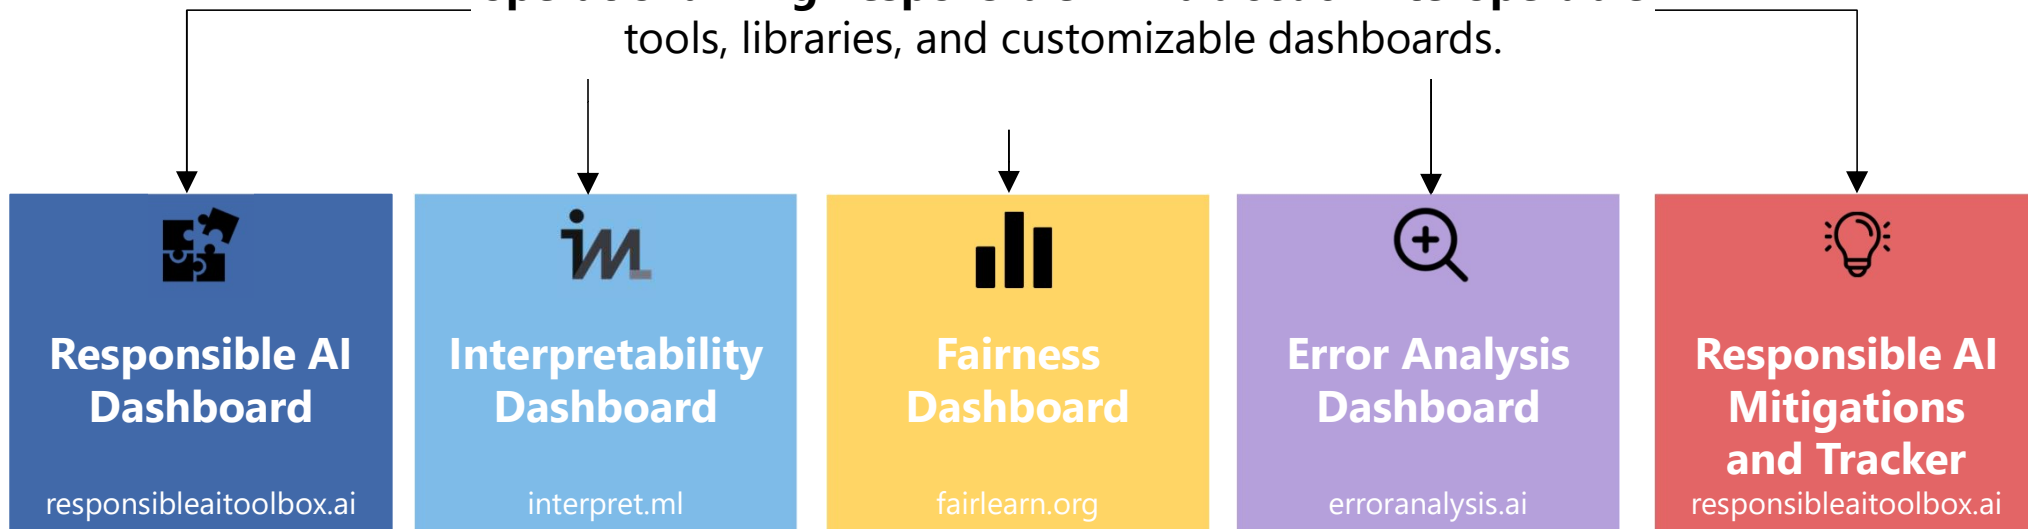 tools, libraries, and customizable dashboards.
Responsible AI
Dashboard
responsibleaitoolbox.ai
Interpretability
Dashboard
interpret.ml
Fairness
Dashboard
fairlearn.org
Error Analysis
Dashboard
erroranalysis.ai
Responsible AI
Mitigations
and Tracker
responsibleaitoolbox.ai